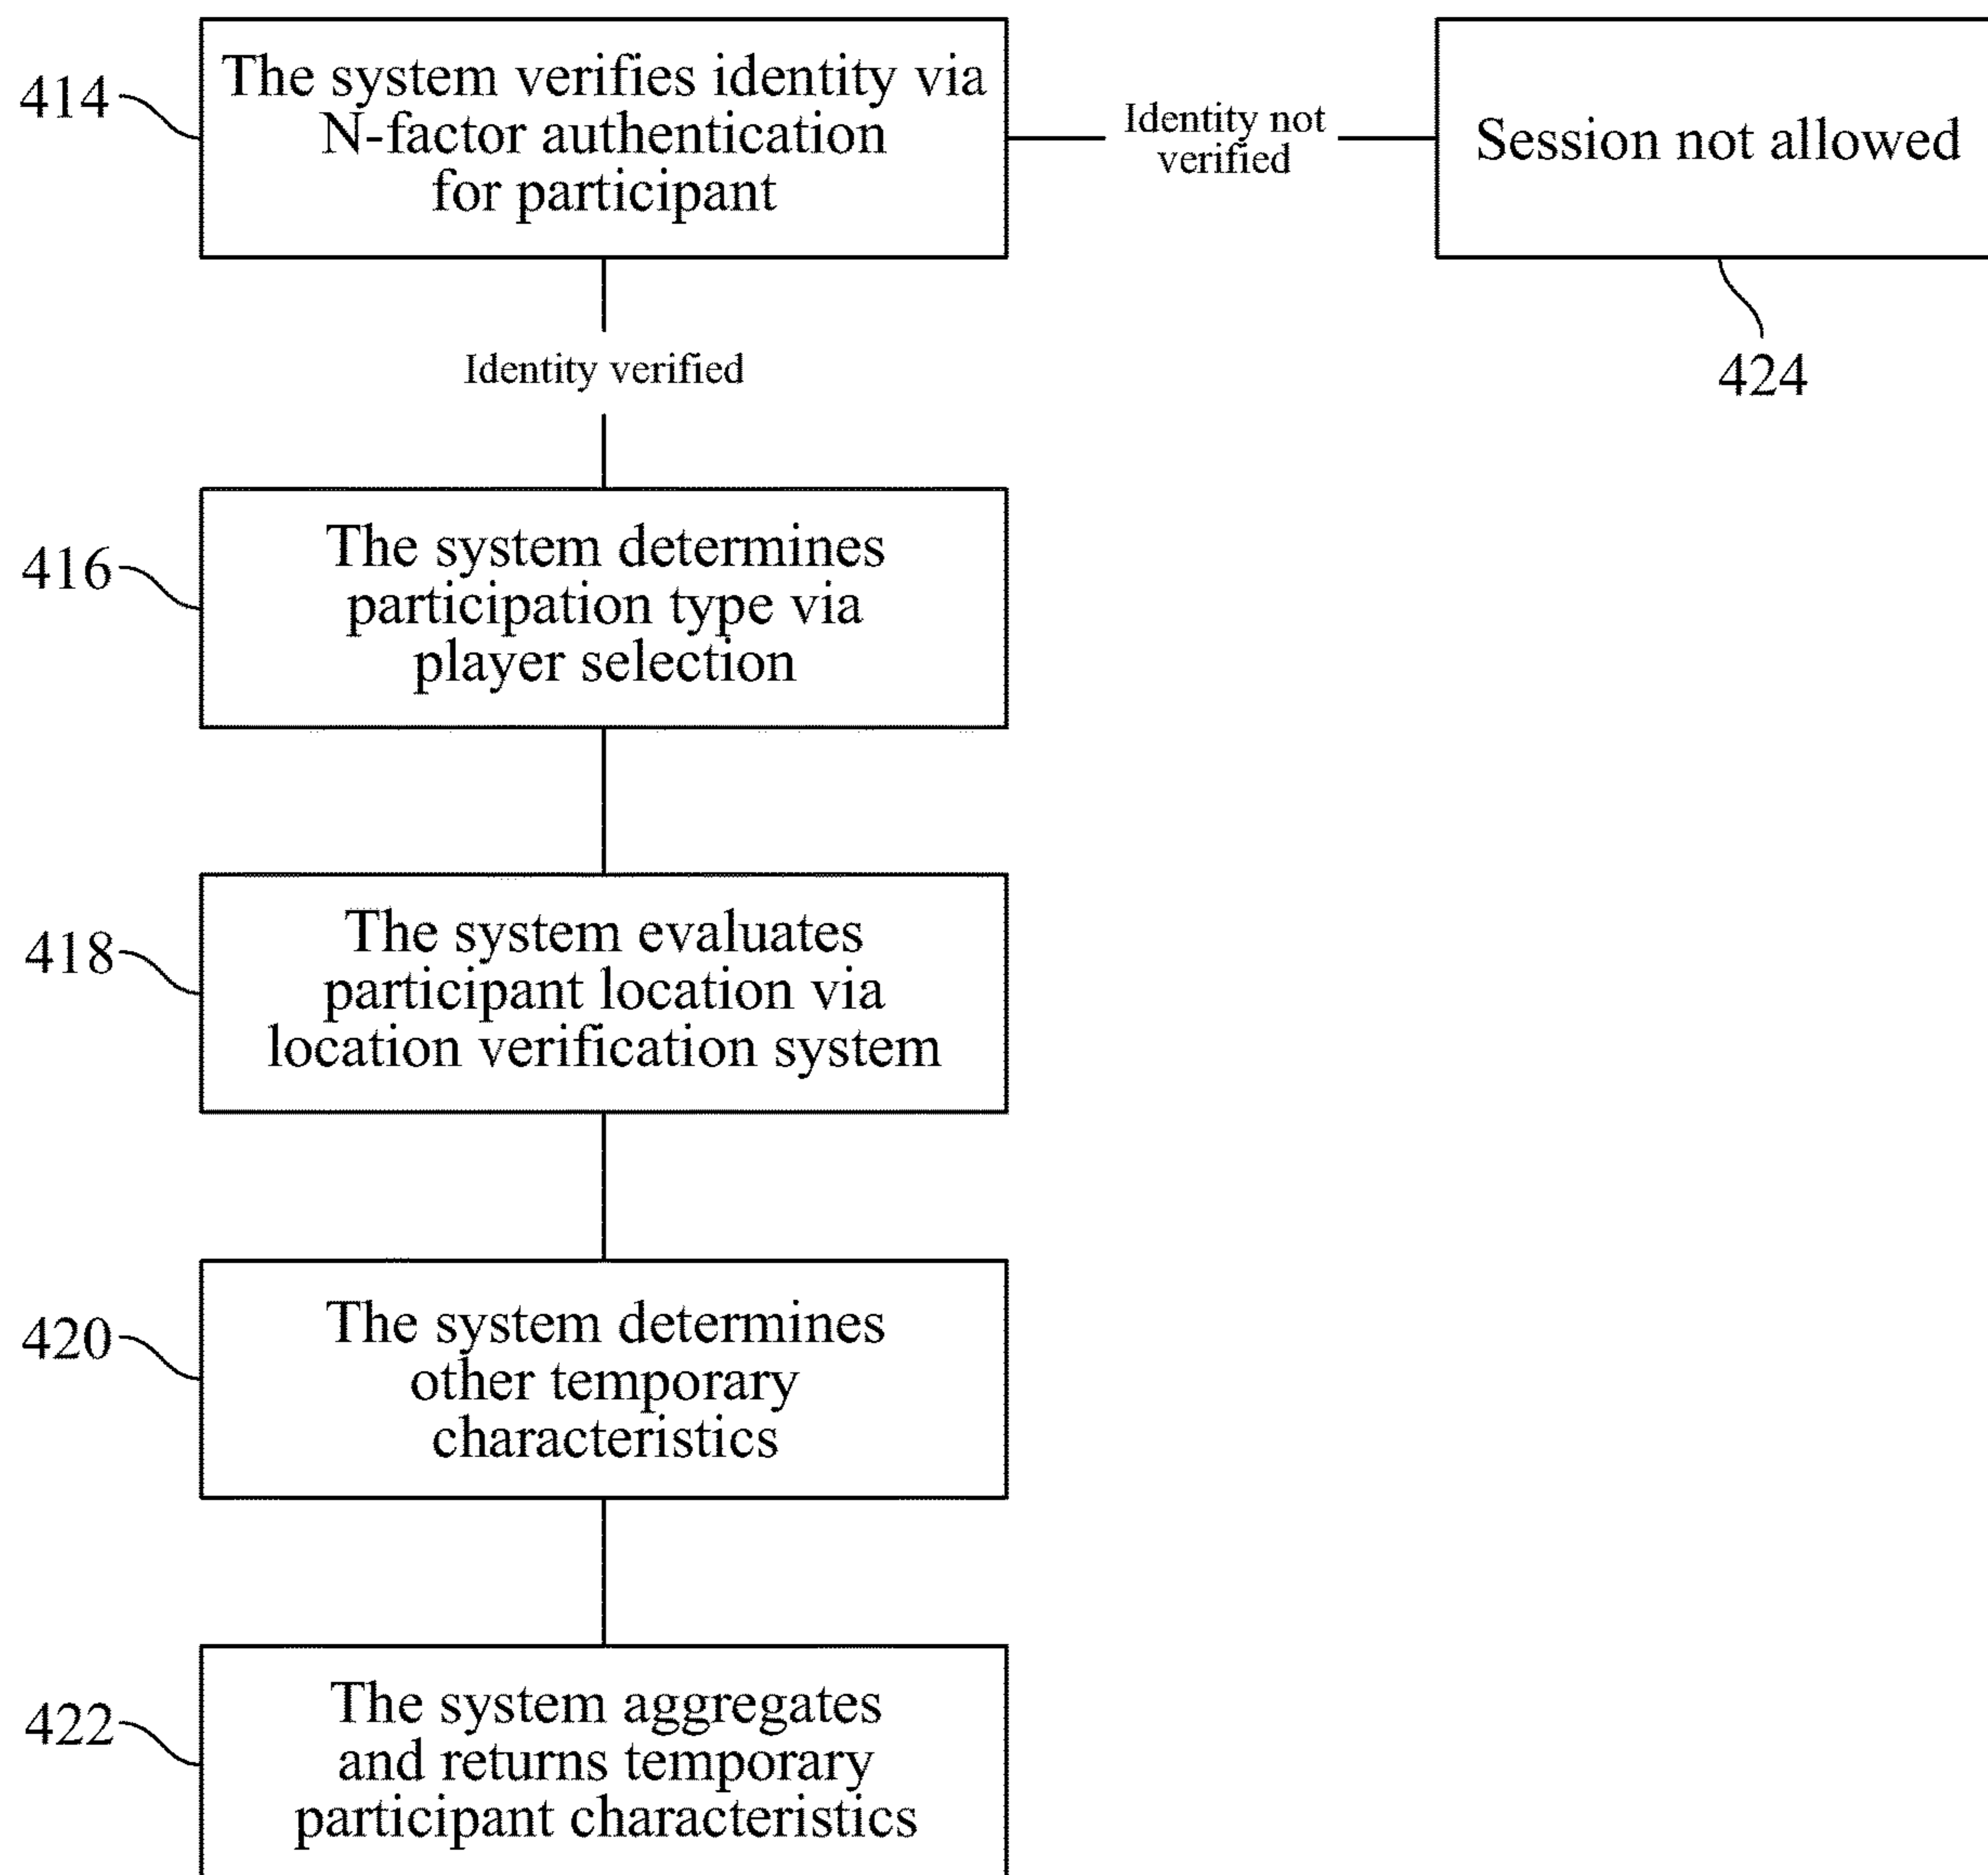 414
The system verifies identity via
N-factor authentication
for participant
Identity not
verified
Session not allowed
424
Identity verified
416
The system determines
participation type via
player selection
418
The system evaluates
participant location via
location verification system
420
The system determines
other temporary
characteristics
422
The system aggregates
and returns temporary
participant characteristics